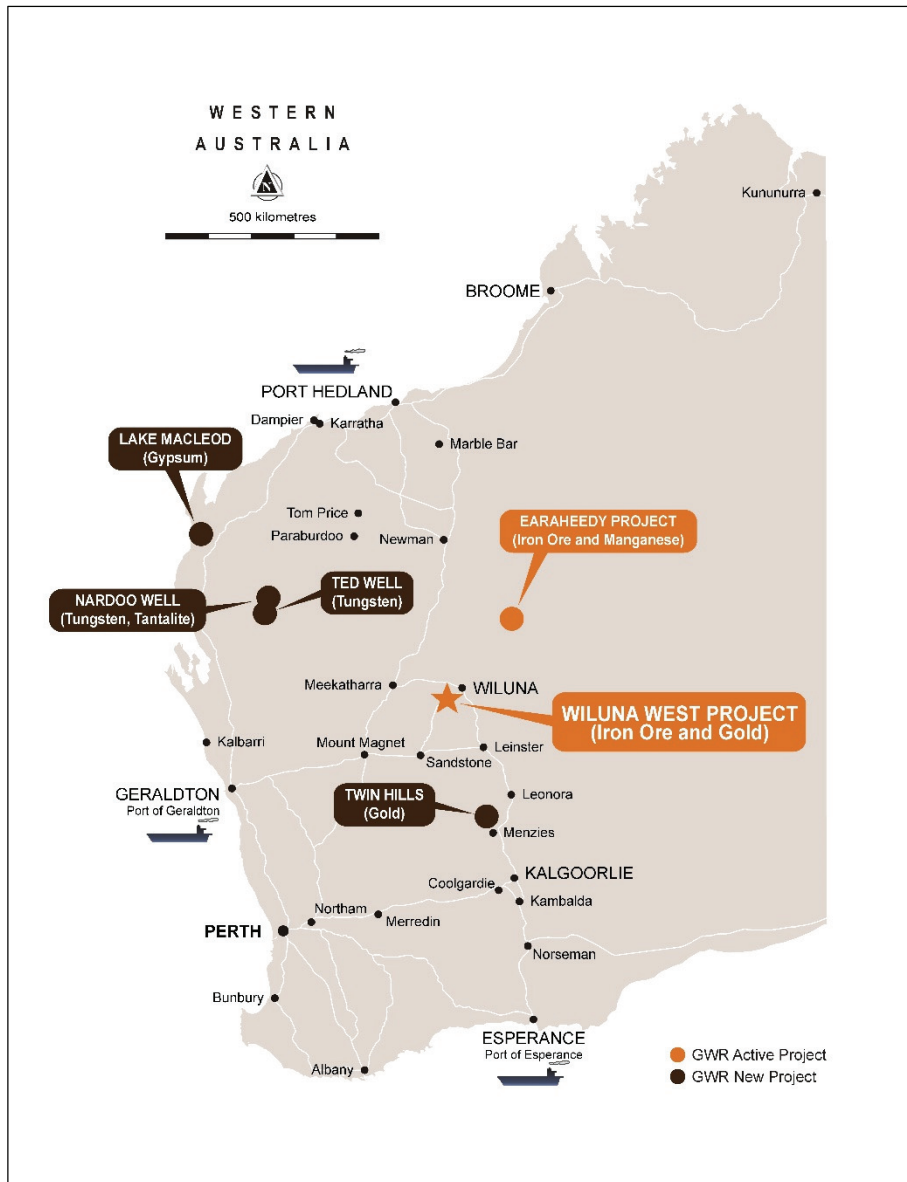 WESTERN
AUSTRALIA
N
500 kilometres
Kununurra
BROOME
PORT HEDLAND
Dampier
Karratha
Marble Bar
LAKE MACLEOD
(Gypsum)
Tom Price
Paraburdoo
Newman
EARAHEEDY PROJECT
(Iron Ore and Manganese)
TED WELL
(Tungsten)
NARDOO WELL
(Tungsten, Tantalite)
Meekatharra
WILUNA
WILUNA WEST PROJECT
(Iron Ore and Gold)
Kalbarri
Mount Magnet
Sandstone
Leinster
GERALDTON
Port of Geraldton
TWIN HILLS
(Gold)
Leonora
Menzies
KALGOORLIE
Coolgardie
Kambalda
Northam
Merredin
PERTH
Norseman
Bunbury
ESPERANCE
Port of Esperance
Albany
GWR Active Project
GWR New Project